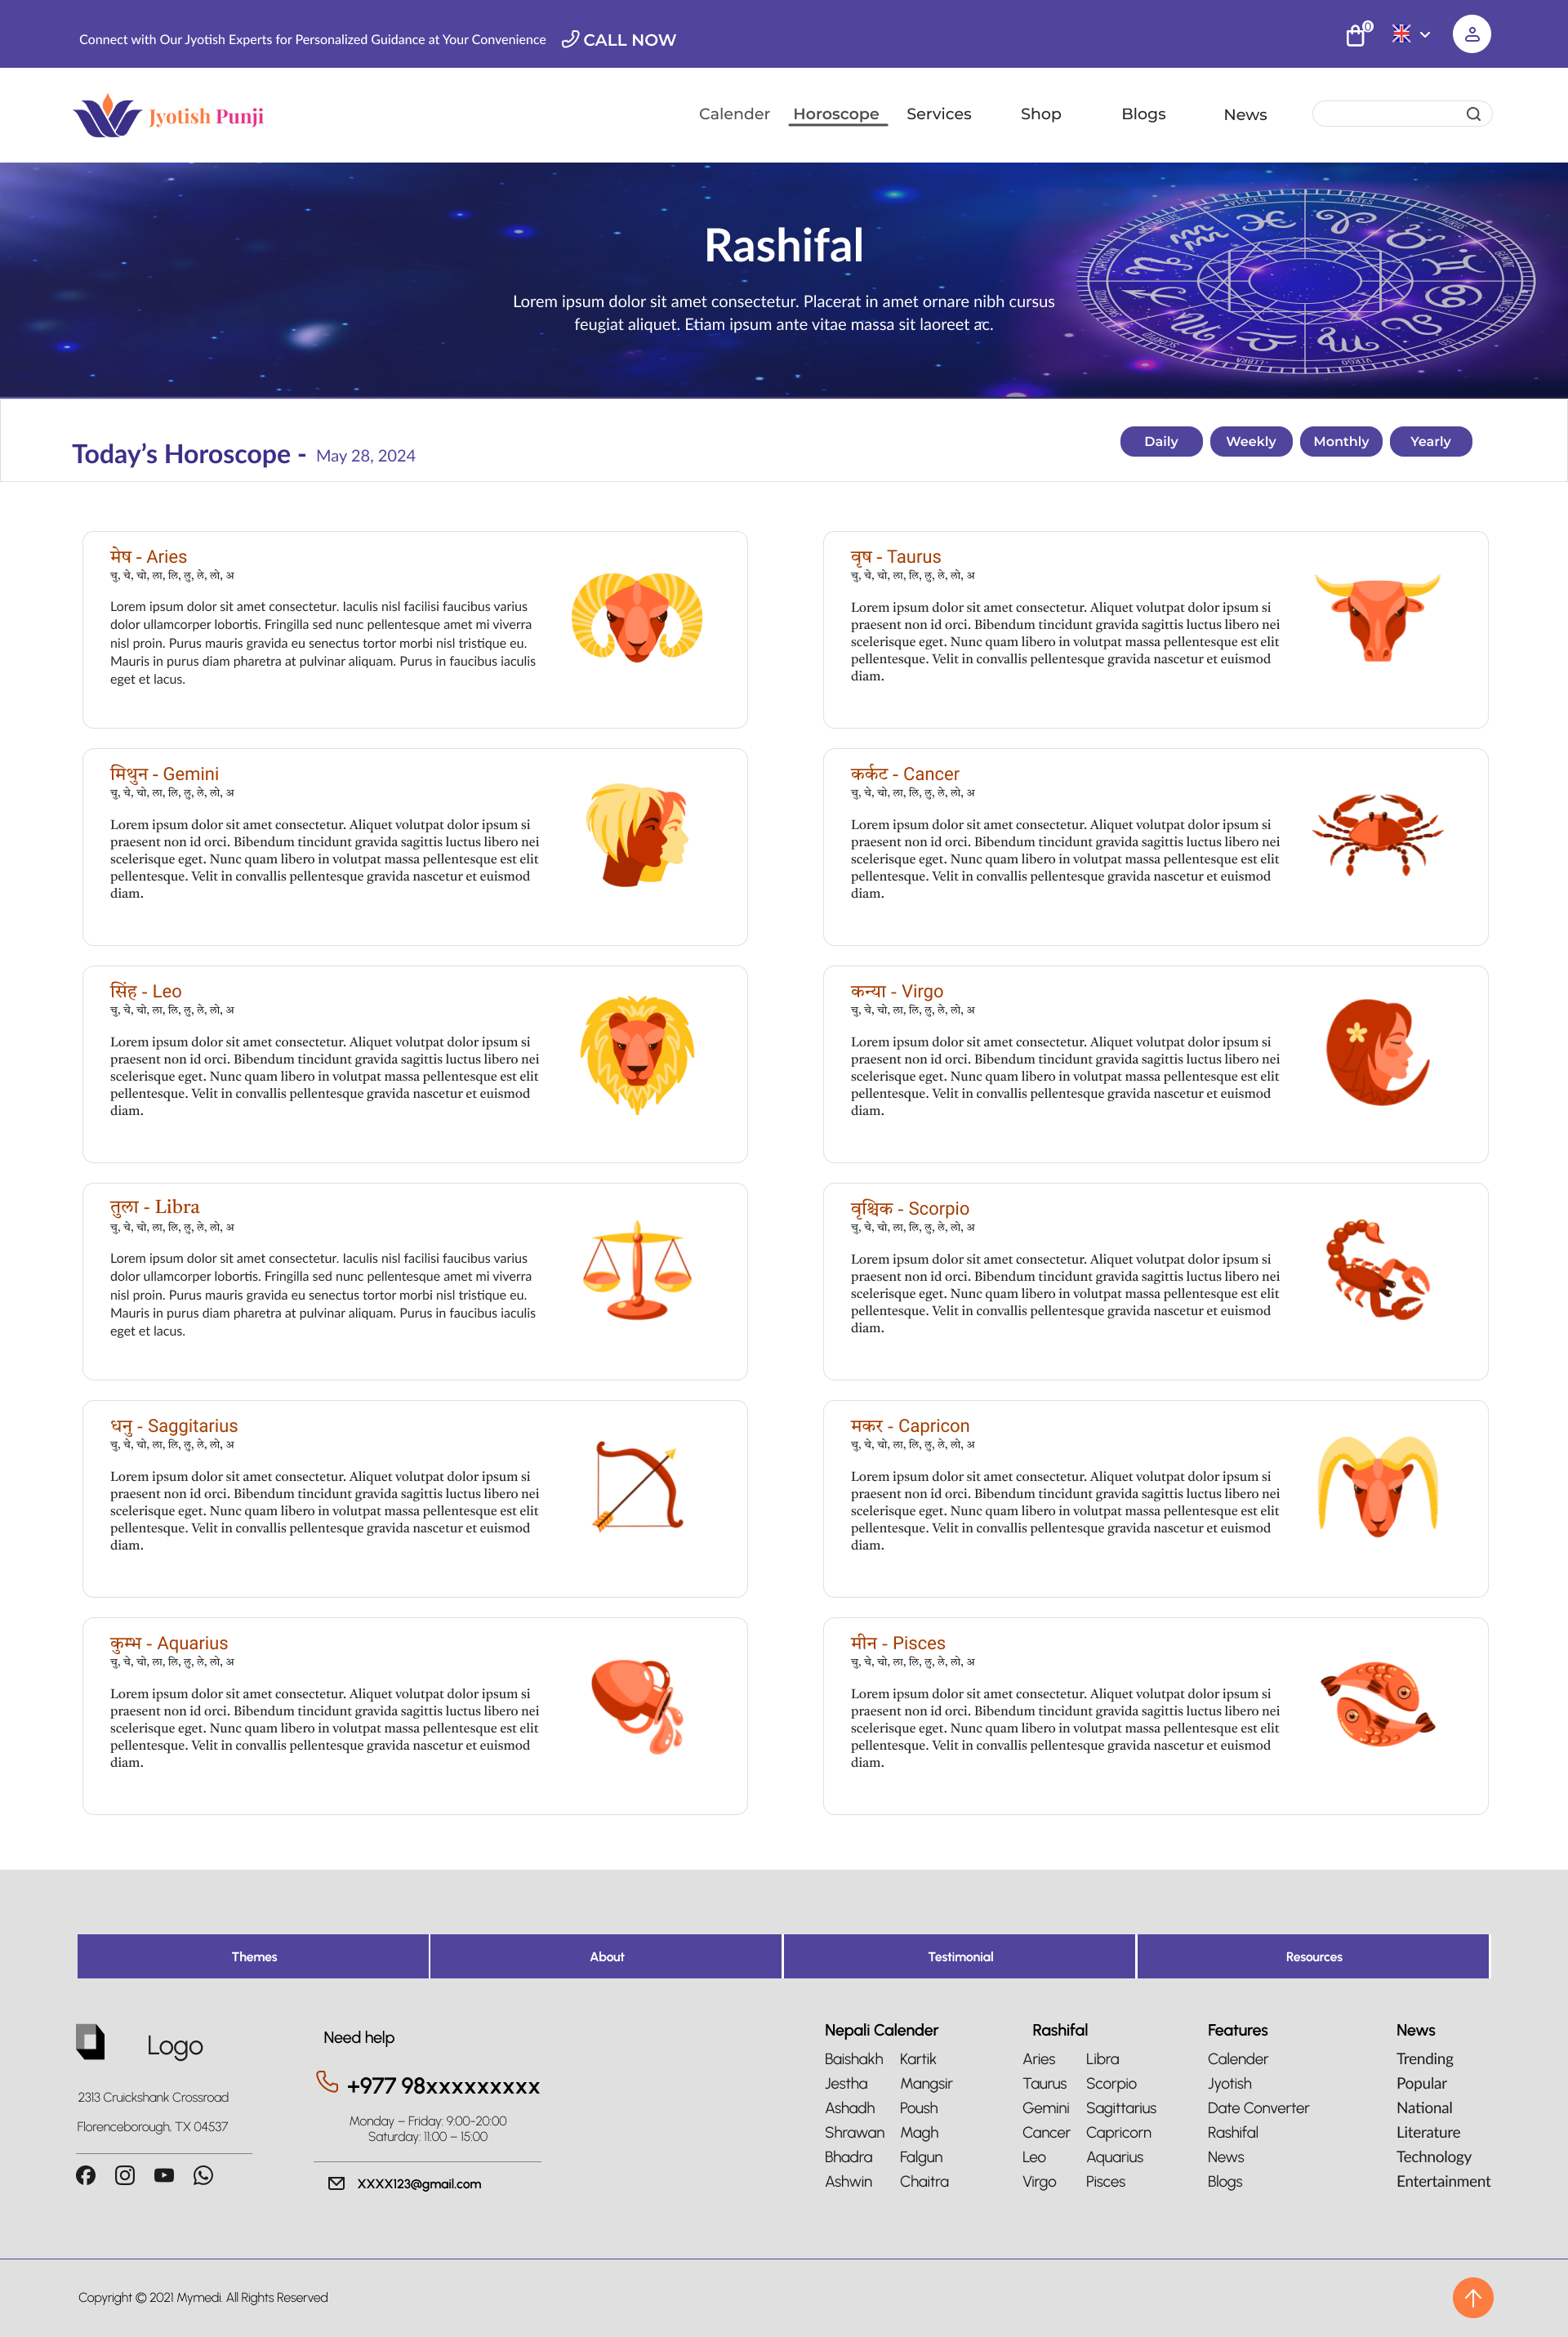 Connect with Our Jyotish Experts for Personalized Guidance at Your Convenience CALL NOW
0
Jyotish Punji
Calender Horoscope Services Shop Blogs News
Rashifal
Lorem ipsum dolor sit amet consectetur. Placerat in amet ornare nibh cursus
feugiat aliquet. Etiam ipsum ante vitae massa sit laoreet ac.
PISCES
ARIES
CANCER
VIRGO
LIBRA
SCORPIO
Today’s Horoscope - May 28, 2024
Daily Weekly Monthly Yearly
मेष - Aries
चु, चे, चो, ला, लि, लु, ले, लो, अ
Lorem ipsum dolor sit amet consectetur. Iaculis nisl facilisi faucibus varius
dolor ullamcorper lobortis. Fringilla sed nunc pellentesque amet mi viverra
nisl proin. Purus mauris gravida eu senectus tortor morbi nisl tristique eu.
Mauris in purus diam pharetra at pulvinar aliquam. Purus in faucibus iaculis
eget et lacus.
वृष - Taurus
चु, चे, चो, ला, लि, लु, ले, लो, अ
Lorem ipsum dolor sit amet consectetur. Aliquet volutpat dolor ipsum si
praesent non id orci. Bibendum tincidunt gravida sagittis luctus libero nei
scelerisque eget. Nunc quam libero in volutpat massa pellentesque est elit
pellentesque. Velit in convallis pellentesque gravida nascetur et euismod
diam.
मिथुन - Gemini
चु, चे, चो, ला, लि, लु, ले, लो, अ
Lorem ipsum dolor sit amet consectetur. Aliquet volutpat dolor ipsum si
praesent non id orci. Bibendum tincidunt gravida sagittis luctus libero nei
scelerisque eget. Nunc quam libero in volutpat massa pellentesque est elit
pellentesque. Velit in convallis pellentesque gravida nascetur et euismod
diam.
कर्कट - Cancer
चु, चे, चो, ला, लि, लु, ले, लो, अ
Lorem ipsum dolor sit amet consectetur. Aliquet volutpat dolor ipsum si
praesent non id orci. Bibendum tincidunt gravida sagittis luctus libero nei
scelerisque eget. Nunc quam libero in volutpat massa pellentesque est elit
pellentesque. Velit in convallis pellentesque gravida nascetur et euismod
diam.
सिंह - Leo
चु, चे, चो, ला, लि, लु, ले, लो, अ
Lorem ipsum dolor sit amet consectetur. Aliquet volutpat dolor ipsum si
praesent non id orci. Bibendum tincidunt gravida sagittis luctus libero nei
scelerisque eget. Nunc quam libero in volutpat massa pellentesque est elit
pellentesque. Velit in convallis pellentesque gravida nascetur et euismod
diam.
कन्या - Virgo
चु, चे, चो, ला, लि, लु, ले, लो, अ
Lorem ipsum dolor sit amet consectetur. Aliquet volutpat dolor ipsum si
praesent non id orci. Bibendum tincidunt gravida sagittis luctus libero nei
scelerisque eget. Nunc quam libero in volutpat massa pellentesque est elit
pellentesque. Velit in convallis pellentesque gravida nascetur et euismod
diam.
तुला - Libra
चु, चे, चो, ला, लि, लु, ले, लो, अ
Lorem ipsum dolor sit amet consectetur. Iaculis nisl facilisi faucibus varius
dolor ullamcorper lobortis. Fringilla sed nunc pellentesque amet mi viverra
nisl proin. Purus mauris gravida eu senectus tortor morbi nisl tristique eu.
Mauris in purus diam pharetra at pulvinar aliquam. Purus in faucibus iaculis
eget et lacus.
वृश्चिक - Scorpio
चु, चे, चो, ला, लि, लु, ले, लो, अ
Lorem ipsum dolor sit amet consectetur. Aliquet volutpat dolor ipsum si
praesent non id orci. Bibendum tincidunt gravida sagittis luctus libero nei
scelerisque eget. Nunc quam libero in volutpat massa pellentesque est elit
pellentesque. Velit in convallis pellentesque gravida nascetur et euismod
diam.
धनु - Saggitarius
चु, चे, चो, ला, लि, लु, ले, लो, अ
Lorem ipsum dolor sit amet consectetur. Aliquet volutpat dolor ipsum si
praesent non id orci. Bibendum tincidunt gravida sagittis luctus libero nei
scelerisque eget. Nunc quam libero in volutpat massa pellentesque est elit
pellentesque. Velit in convallis pellentesque gravida nascetur et euismod
diam.
मकर - Capricon
चु, चे, चो, ला, लि, लु, ले, लो, अ
Lorem ipsum dolor sit amet consectetur. Aliquet volutpat dolor ipsum si
praesent non id orci. Bibendum tincidunt gravida sagittis luctus libero nei
scelerisque eget. Nunc quam libero in volutpat massa pellentesque est elit
pellentesque. Velit in convallis pellentesque gravida nascetur et euismod
diam.
कुम्भ - Aquarius
चु, चे, चो, ला, लि, लु, ले, लो, अ
Lorem ipsum dolor sit amet consectetur. Aliquet volutpat dolor ipsum si
praesent non id orci. Bibendum tincidunt gravida sagittis luctus libero nei
scelerisque eget. Nunc quam libero in volutpat massa pellentesque est elit
pellentesque. Velit in convallis pellentesque gravida nascetur et euismod
diam.
मीन - Pisces
चु, चे, चो, ला, लि, लु, ले, लो, अ
Lorem ipsum dolor sit amet consectetur. Aliquet volutpat dolor ipsum si
praesent non id orci. Bibendum tincidunt gravida sagittis luctus libero nei
scelerisque eget. Nunc quam libero in volutpat massa pellentesque est elit
pellentesque. Velit in convallis pellentesque gravida nascetur et euismod
diam.
Themes About Testimonial Resources
Logo
2313 Cruickshank Crossroad
Florenceborough, TX 04537
Need help
+977 98xxxxxxxxx
Monday – Friday: 9:00-20:00
Saturday: 11:00 – 15:00
XXXX123@gmail.com
Nepali Calender
Baishakh Kartik
Jestha Mangsir
Ashadh Poush
Shrawan Magh
Bhadra Falgun
Ashwin Chaitra
Rashifal
Aries Libra
Taurus Scorpio
Gemini Sagittarius
Cancer Capricorn
Leo Aquarius
Virgo Pisces
Features
Calender
Jyotish
Date Converter
Rashifal
News
Blogs
News
Trending
Popular
National
Literature
Technology
Entertainment
Copyright © 2021 Mymedi. All Rights Reserved